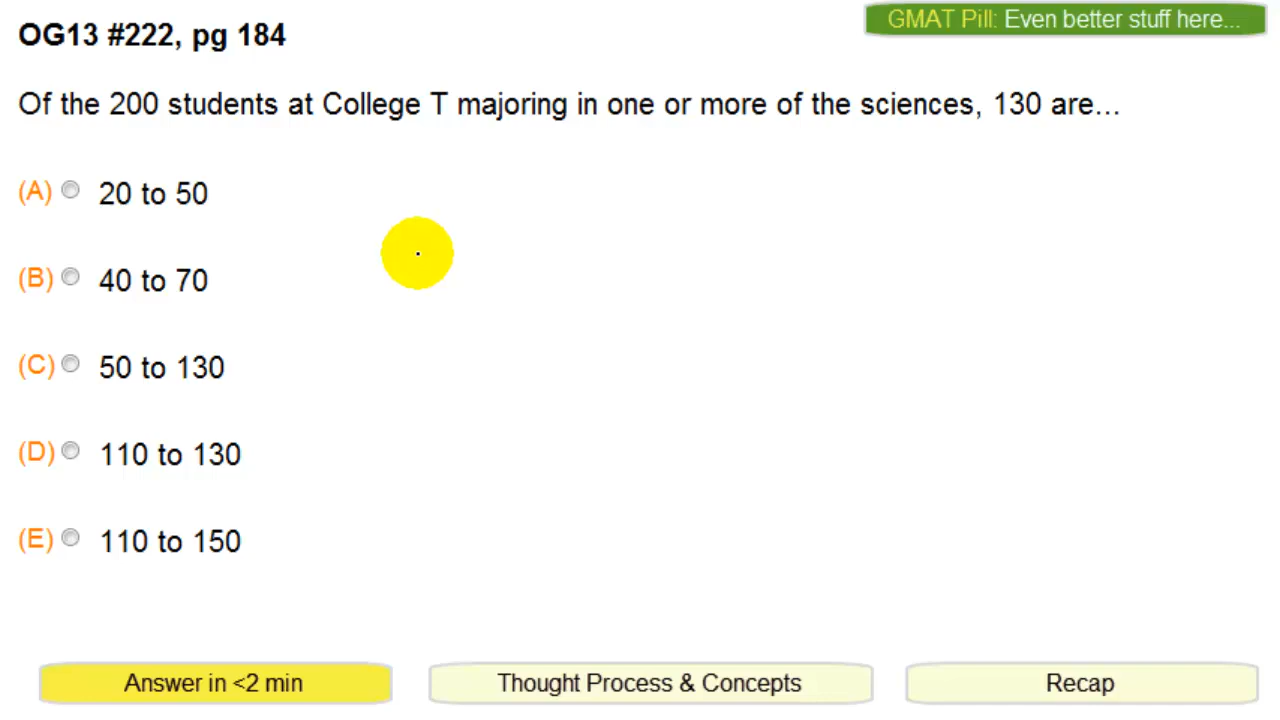 GMAT Pill: Even better stuff here...
OG13 #222, pg 184
Of the 200 students at College T majoring in one or more of the sciences, 130 are...
(A) 20 to 50
(B) 40 to 70
(C) 50 to 130
(D) 110 to 130
(E) 110 to 150
Answer in <2 min
Thought Process & Concepts
Recap